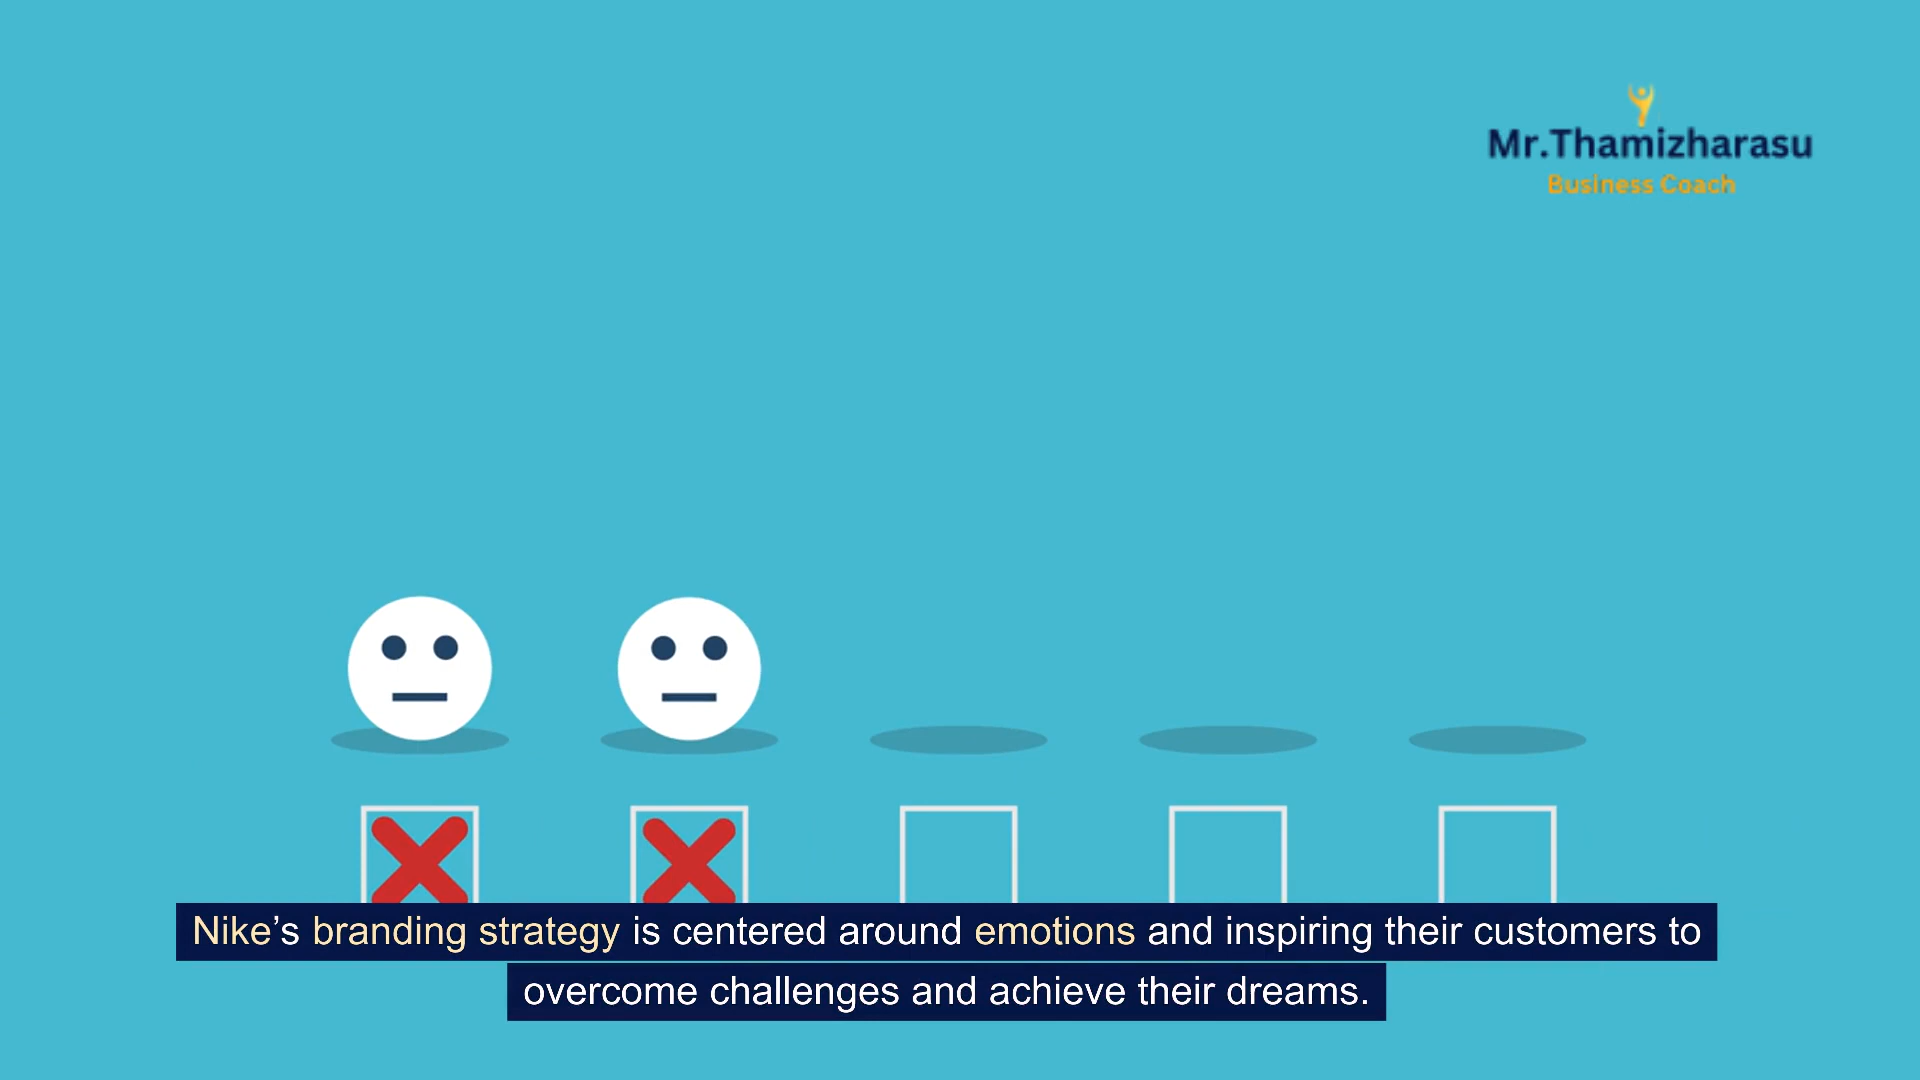 Mr.Thamizharasu
Business Coach
Nike’s branding strategy is centered around emotions and inspiring their customers to
overcome challenges and achieve their dreams.